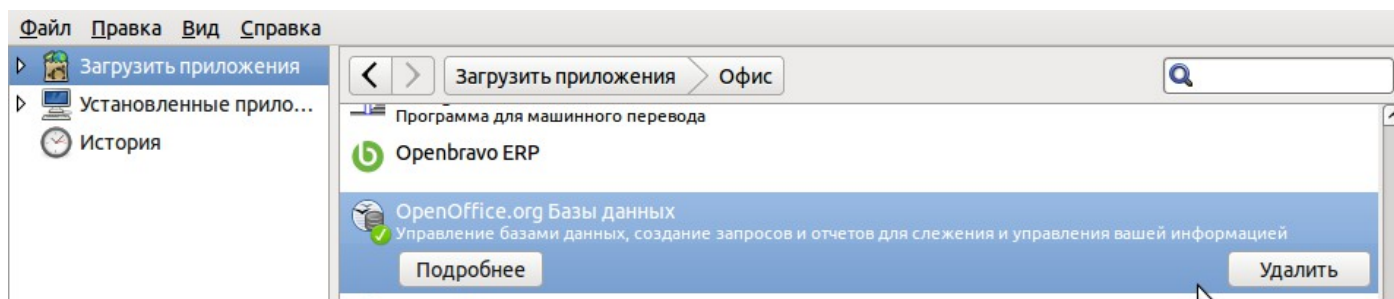 Файл Правка Вид Справка
Загрузить приложения
Установленные прило...
История
Загрузить приложения Офис
Программа для машинного перевода
Openbravo ERP
OpenOffice.org Базы данных
Управление базами данных, создание запросов и отчетов для слежения и управления вашей информацией
Подробнее Удалить